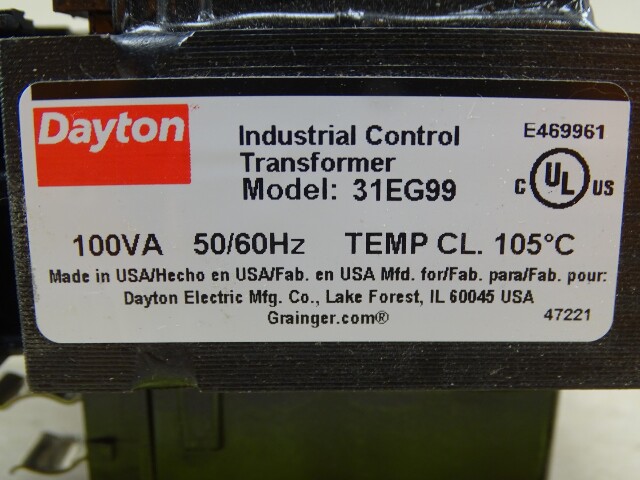 Dayton
Industrial Control
Transformer
Model: 31EG99
E469961
C UL US
100VA 50/60Hz TEMP CL. 105°C
Made in USA/Hecho en USA/Fab. en USA Mfd. for/Fab. para/Fab. pour:
Dayton Electric Mfg. Co., Lake Forest, IL 60045 USA
Grainger.com®
47221